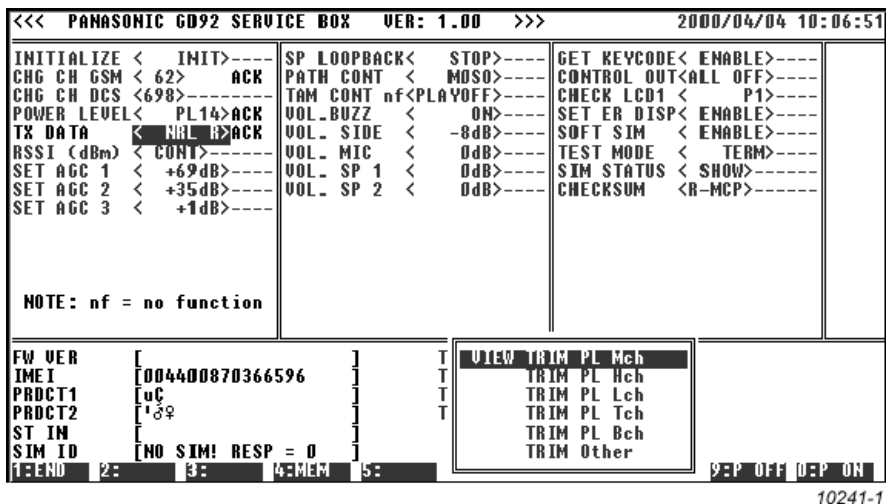 <<< PANASONIC GD92 SERVICE BOX VER: 1.00 >>> 2000/04/04 10:06:51
INITIALIZE < INIT>---- SP LOOPBACK< STOP>---- GET KEYCODE< ENABLE>----
CHG CH GSM < 62> ACK PATH CONT < MOSO>---- CONTROL OUT<ALL OFF>----
CHG CH DCS <698>--------- TAM CONT nf<PLAYOFF>---- CHECK LCD1 < P1>----
POWER LEVEL< PL14>ACK VOL.BUZZ < ON>---- SET ER DISP< ENABLE>----
TX DATA < NRL R>ACK VOL. SIDE < -8dB>---- SOFT SIM < ENABLE>----
RSSI (dBm) < CONT>------ VOL. MIC < 0dB>---- TEST MODE < TERM>----
SET AGC 1 < +69dB>---- VOL. SP 1 < 0dB>---- SIM STATUS < SHOW>------
SET AGC 2 < +35dB>---- VOL. SP 2 < 0dB>---- CHECKSUM <R-MCP>------
SET AGC 3 < +1dB>----
NOTE: nf = no function
FW VER [ ] T VIEW TRIM PL Mch
IMEI [004400870366596 ] T TRIM PL Hch
PRDCT1 [uÇ ] T TRIM PL Lch
PRDCT2 [╹♂♀ ] T TRIM PL Tch
ST IN [ ] TRIM PL Bch
SIM ID [NO SIM! RESP = 0 ] TRIM Other
1:END 2: 3: 4:MEM 5: 9:P OFF 0:P ON
10241-1